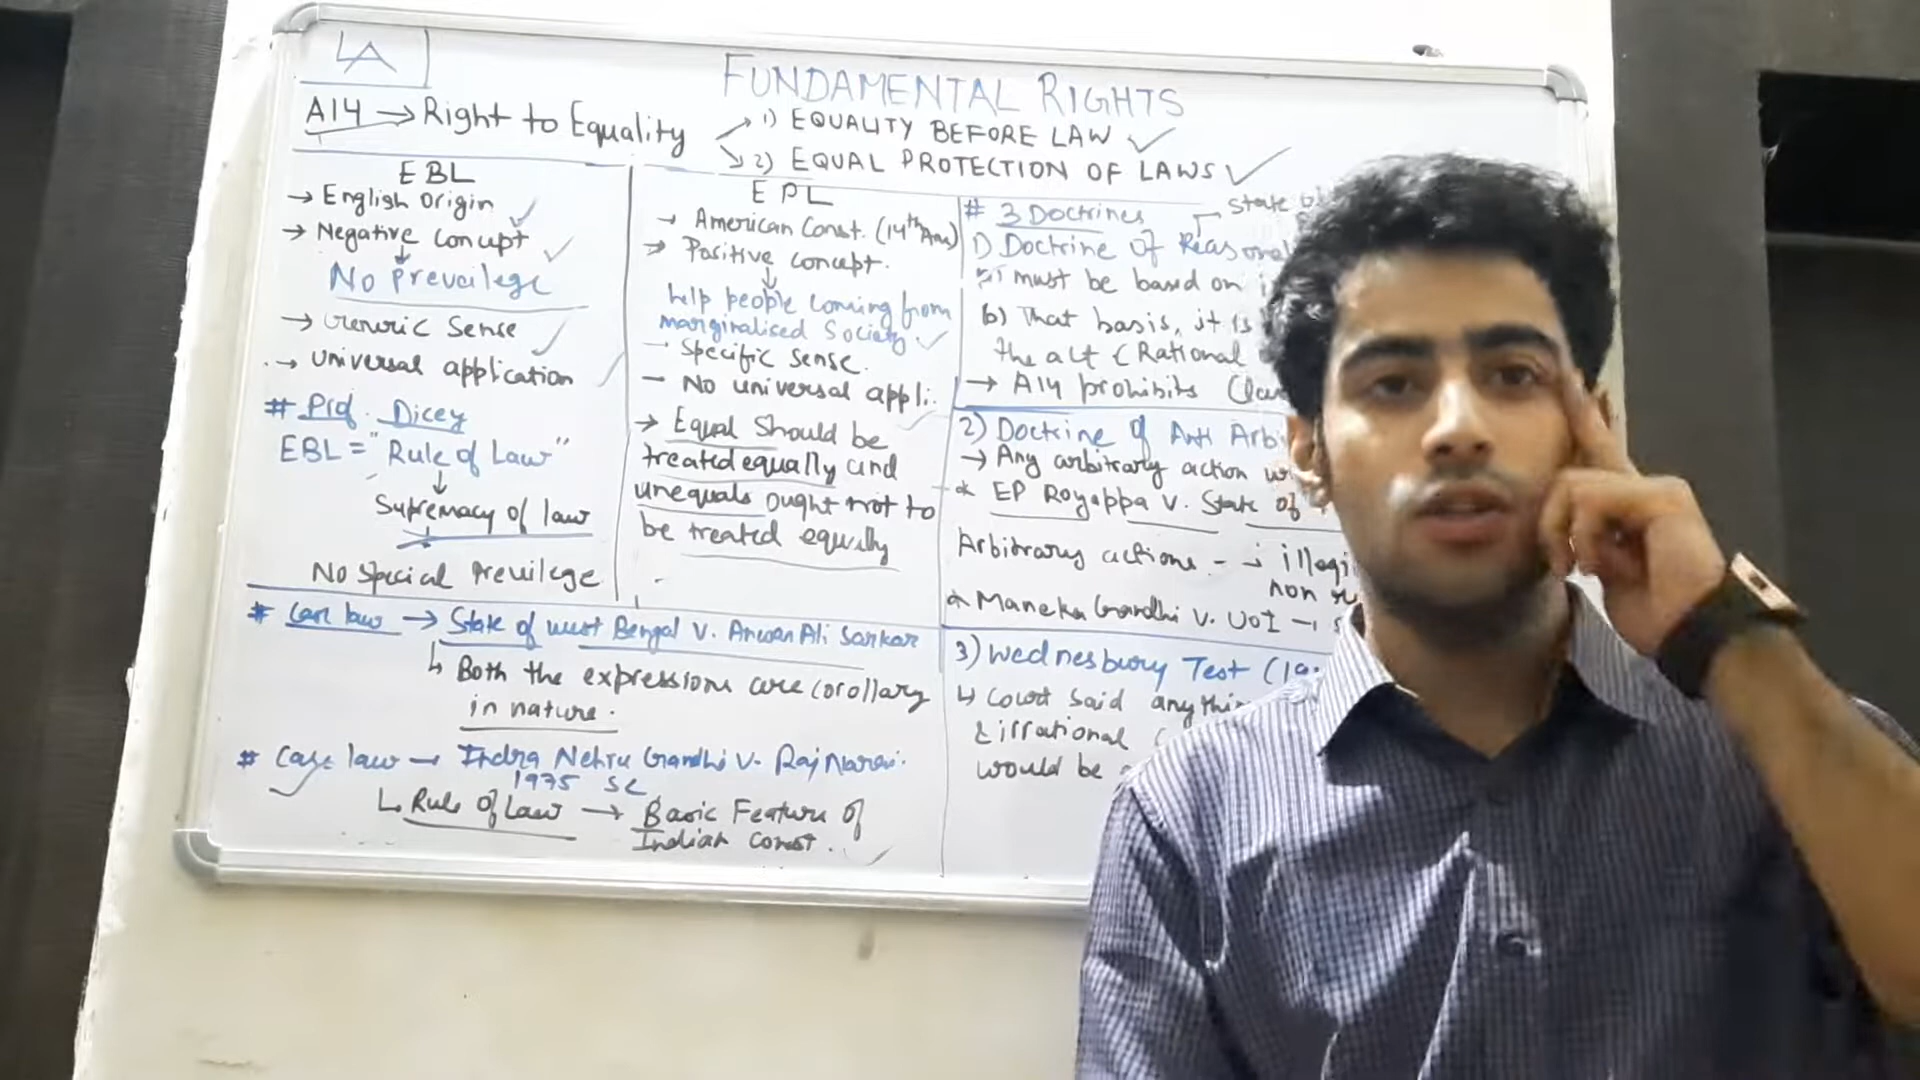 LA
FUNDAMENTAL RIGHTS
A14 → Right to Equality
1) EQUALITY BEFORE LAW ✓
2) EQUAL PROTECTION OF LAWS ✓
EBL
→ English Origin
→ Negative concept
No Prevailege
→ Generic Sense
→ Universal application
# Prof. Dicey
EBL = "Rule of Law"
Supremacy of law
No Special Previlege
EPL
→ American Const. (14th Am)
→ Positive concept.
help people coming from
marginalised Society
- Specific Sense.
- No universal appli.
→ Equal Should be
treated equally and
unequals ought not to
be treated equally
# Case law → State of west Bengal V. Anwar Ali Sarkar
↳ Both the expressions are corollary
in nature.
# Case law → Indra Nehru Gandhi V. Raj Narai.
1975 SC
↳ Rule of Law → Basic Feature of
Indian Const.
# 3 Doctrines
State
1) Doctrine of
must be based on
b) That basis, it is
the act (Rational
→ A14 prohibits
2) Doctrine of Anti
→ Any arbitrary action
EP Royappa V. State of
Arbitrary actions -
non
Maneka Gandhi V. UOI →
3) Wednesbury Test
↳ Court said
& irrational
would be